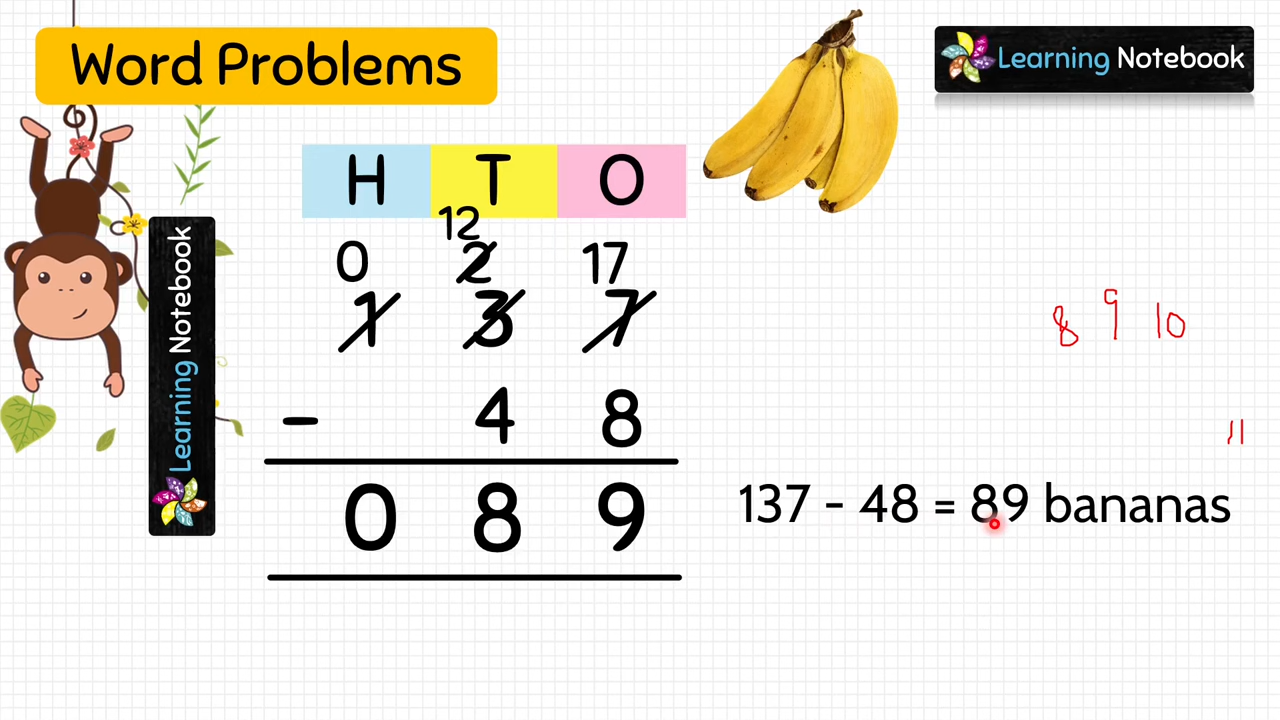 Word Problems
Learning Notebook
Learning Notebook
H T O
12
0 2 17
1 3 7
- 4 8
0 8 9
8 9 10
11
137 - 48 = 89 bananas